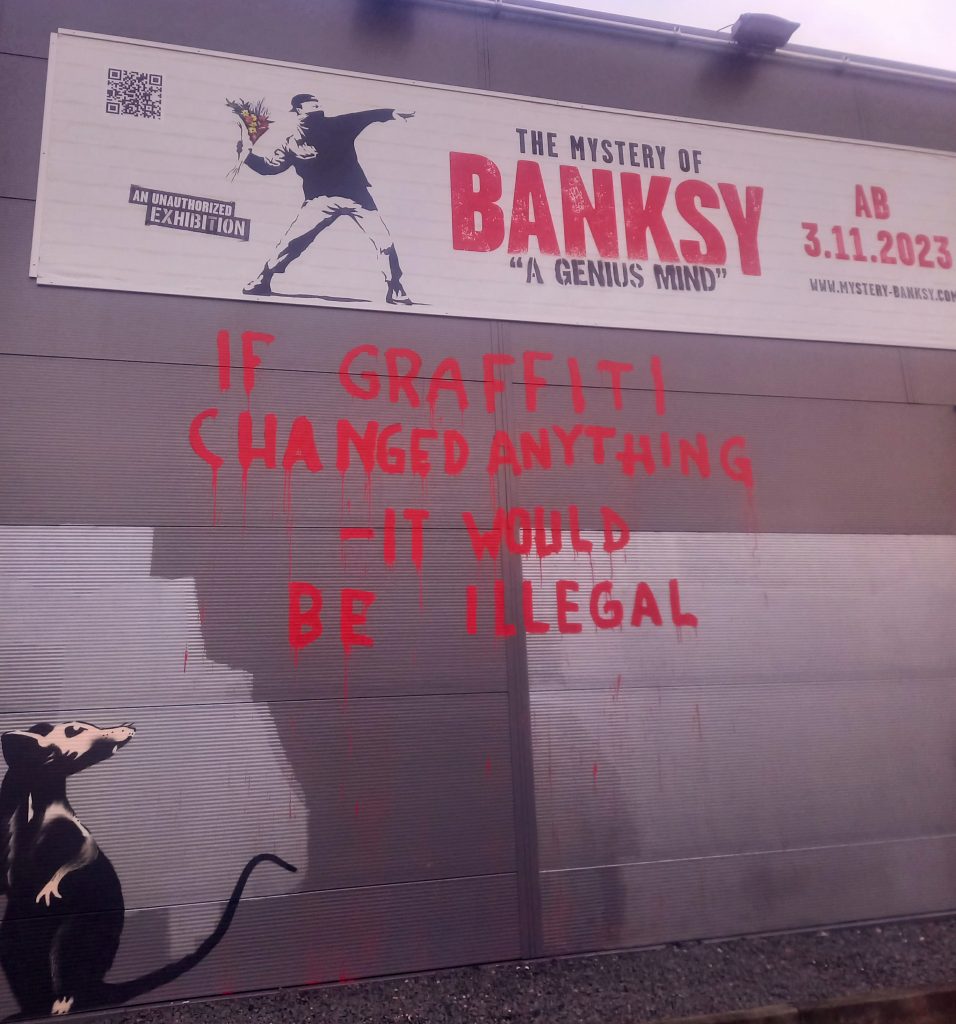 AN UNAUTHORIZED
EXHIBITION
THE MYSTERY OF
BANKSY
"A GENIUS MIND"
AB
3.11.2023
WWW.MYSTERY-BANKSY.COM
IF GRAFFITI
CHANGED ANYTHING
-IT WOULD
BE ILLEGAL